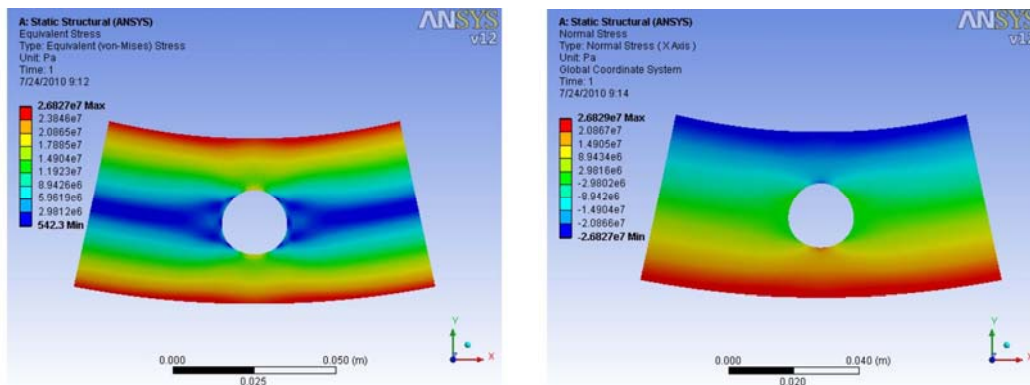 A: Static Structural (ANSYS)
Equivalent Stress
Type: Equivalent (von-Mises) Stress
Unit: Pa
Time: 1
7/24/2010 9:12
ANSYS
v12
2.6827e7 Max
2.3846e7
2.0865e7
1.7885e7
1.4904e7
1.1923e7
8.9426e6
5.9619e6
2.9812e6
542.3 Min
0.000
0.050 (m)
0.025
Y
X
A: Static Structural (ANSYS)
Normal Stress
Type: Normal Stress ( X Axis )
Unit: Pa
Global Coordinate System
Time: 1
7/24/2010 9:14
ANSYS
v12
2.6829e7 Max
2.0867e7
1.4905e7
8.9434e6
2.9816e6
-2.9802e6
-8.942e6
-1.4904e7
-2.0866e7
-2.6827e7 Min
0.000
0.040 (m)
0.020
Y
X